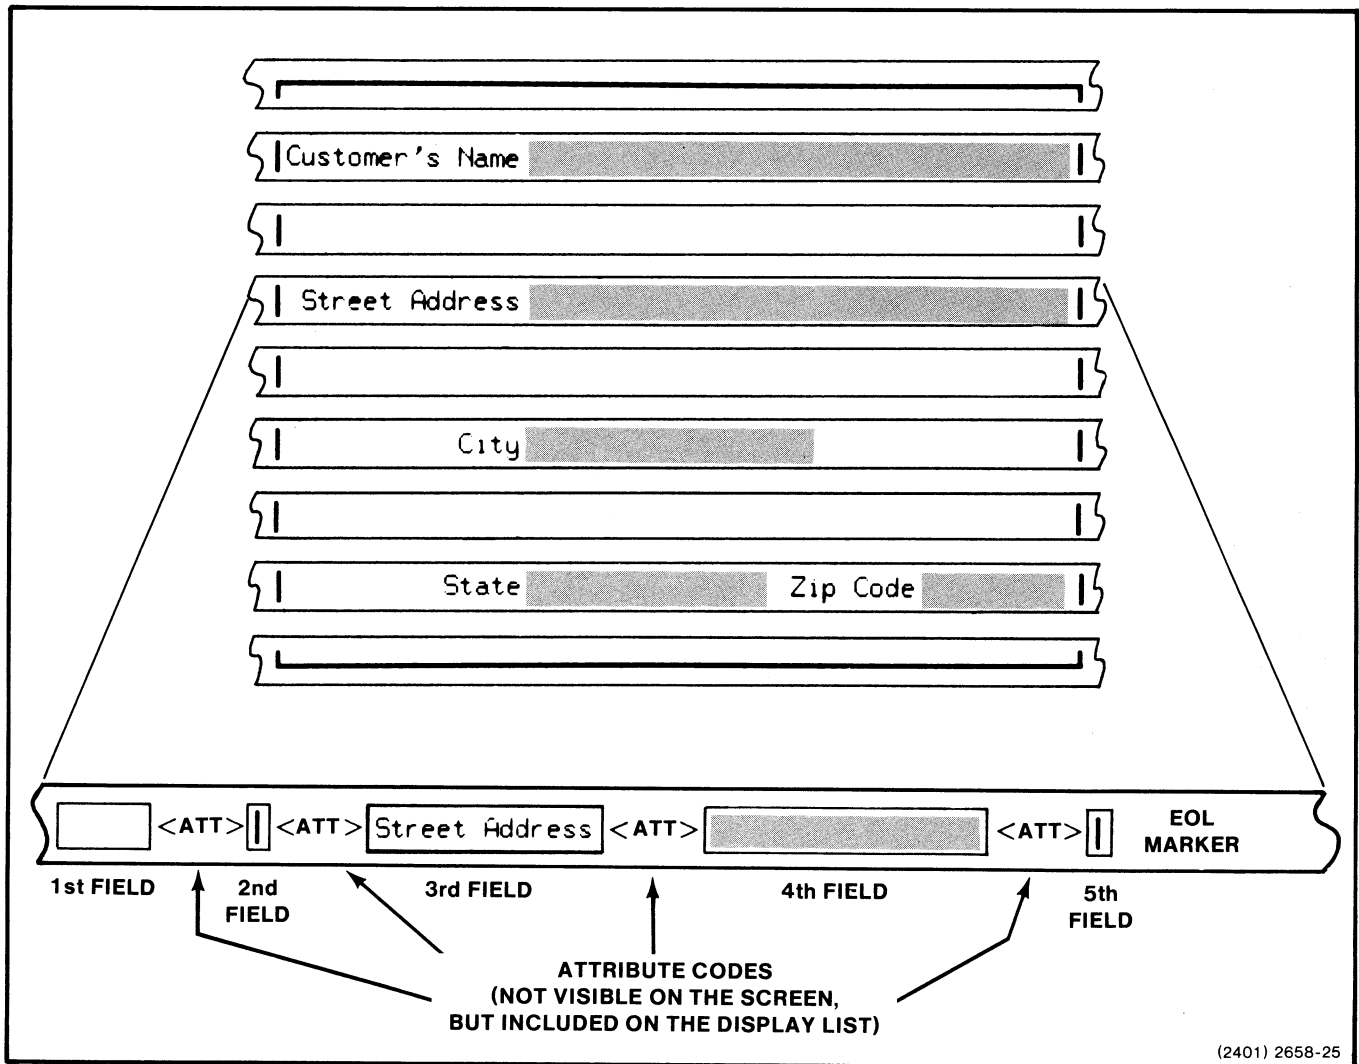 Customer's Name
Street Address
City
State Zip Code
<ATT> <ATT> Street Address <ATT> <ATT> EOL
MARKER
1st FIELD 2nd
FIELD 3rd FIELD 4th FIELD 5th
FIELD
ATTRIBUTE CODES
(NOT VISIBLE ON THE SCREEN,
BUT INCLUDED ON THE DISPLAY LIST)
(2401) 2658-25